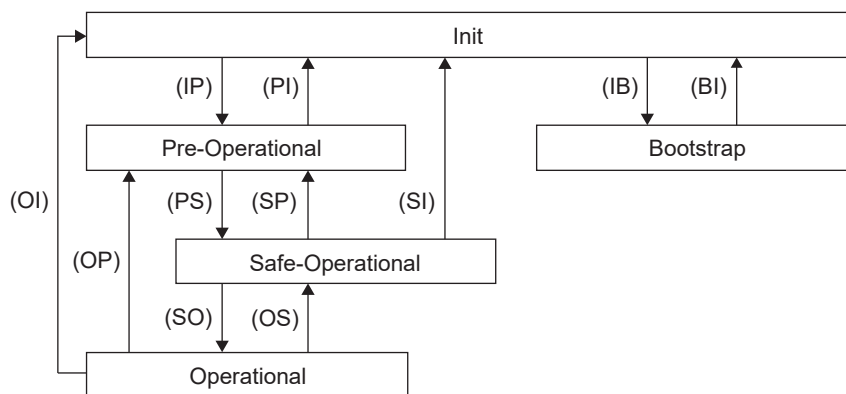 Init
(IP)
(PI)
(IB)
(BI)
Pre-Operational
Bootstrap
(OI)
(PS)
(SP)
(SI)
(OP)
Safe-Operational
(SO)
(OS)
Operational